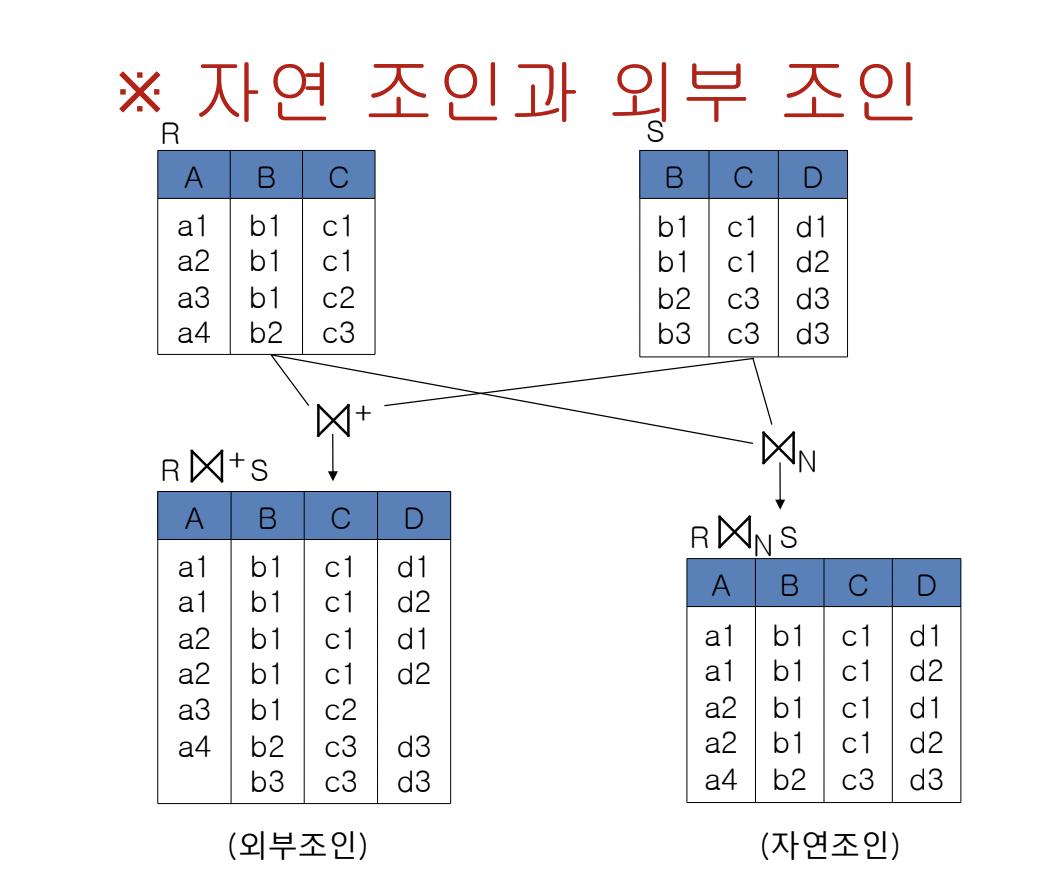 ※ 자연 조인과 외부 조인
R
A B C
a1 b1 c1
a2 b1 c1
a3 b1 c2
a4 b2 c3
S
B C D
b1 c1 d1
b1 c1 d2
b2 c3 d3
b3 c3 d3
⋈+
⋈N
R ⋈+ S
A B C D
a1 b1 c1 d1
a1 b1 c1 d2
a2 b1 c1 d1
a2 b1 c1 d2
a3 b1 c2
a4 b2 c3 d3
b3 c3 d3
(외부조인)
R ⋈N S
A B C D
a1 b1 c1 d1
a1 b1 c1 d2
a2 b1 c1 d1
a2 b1 c1 d2
a4 b2 c3 d3
(자연조인)